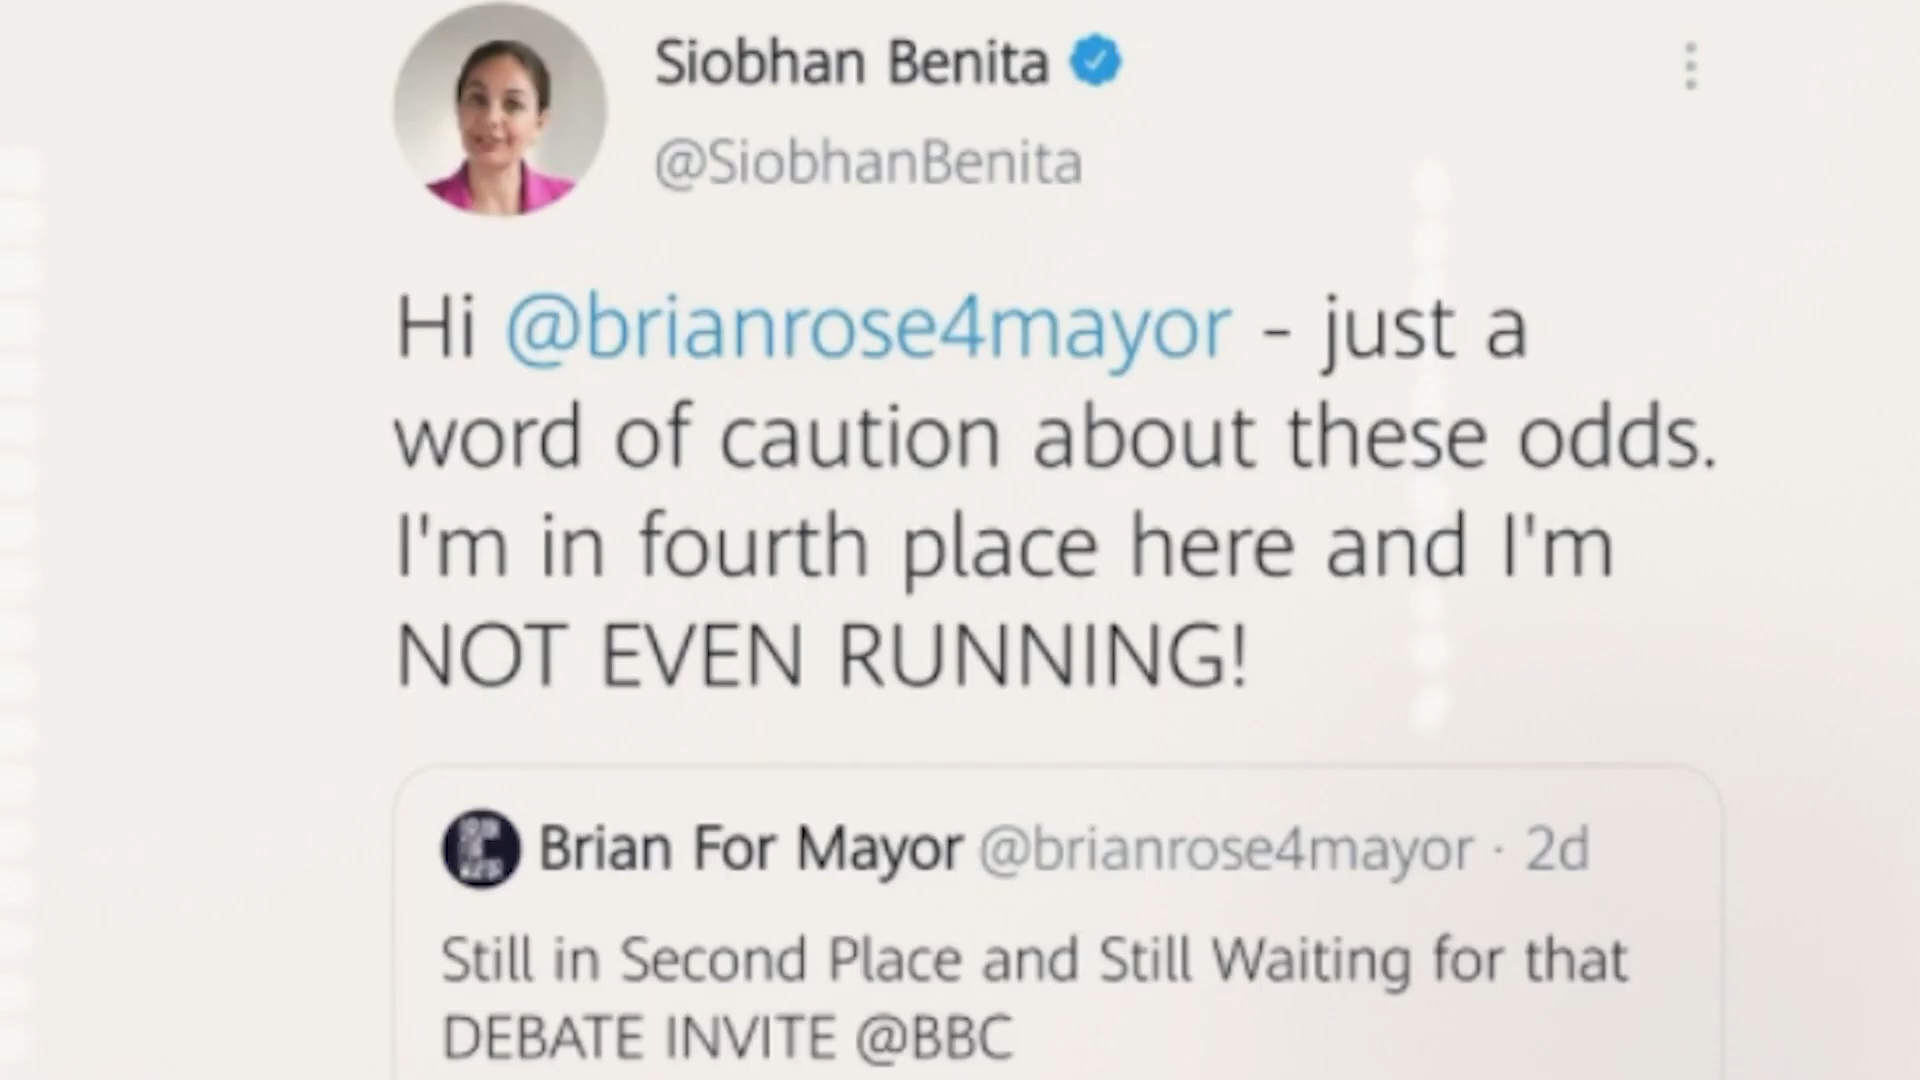 Siobhan Benita
@SiobhanBenita
Hi @brianrose4mayor - just a
word of caution about these odds.
I'm in fourth place here and I'm
NOT EVEN RUNNING!
Brian For Mayor @brianrose4mayor · 2d
Still in Second Place and Still Waiting for that
DEBATE INVITE @BBC